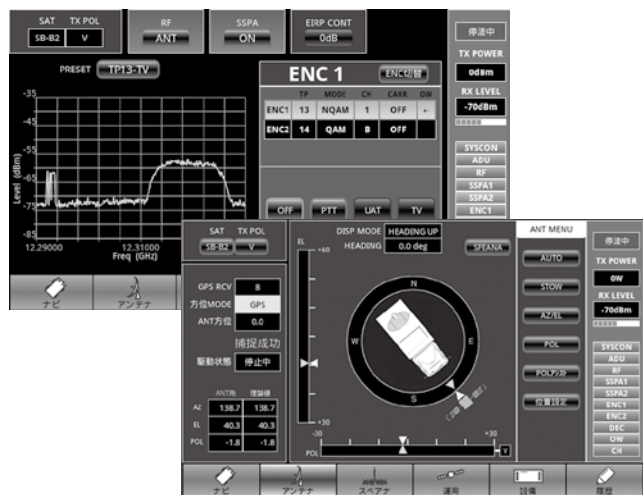 SAT TX POL
SB-B2 V
RF
ANT
SSPA
ON
EIRP CONT
0dB
停波中
TX POWER
0dBm
RX LEVEL
-70dBm
PRESET TP13-TV
ENC 1 ENC切替
TP MODE CH CARR OW
ENC1 13 NQAM 1 OFF ←
ENC2 14 QAM B OFF
OFF PTT UAT TV
SYSCON
ADU
RF
SSPA1
SSPA2
ENC1
-35
-45
-55
-65
-75
-85
Level (dBm)
12.29000 12.31000
Freq (GHz)
ナビ
アンテナ
SAT TX POL
SB-B2 V
DISP MODE HEADING UP
HEADING 0.0 deg
SPEANA
EL
+60
+30
GPS RCV 8
方位MODE GPS
ANT方位 0.0
捕捉成功
駆動状態 停止中
ANT角 理論値
AZ 138.7 138.7
EL 40.3 40.3
POL -1.8 -1.8
N
E
S
W
-30 +30
POL V
ANT MENU
AUTO
STOW
AZ/EL
POL
POLアシスト
位置設定
停波中
TX POWER
0W
RX LEVEL
-70dBm
SYSCON
ADU
RF
SSPA1
SSPA2
ENC1
ENC2
DEC
OW
CH
ナビ
アンテナ
スペアナ
運用
設備
履歴